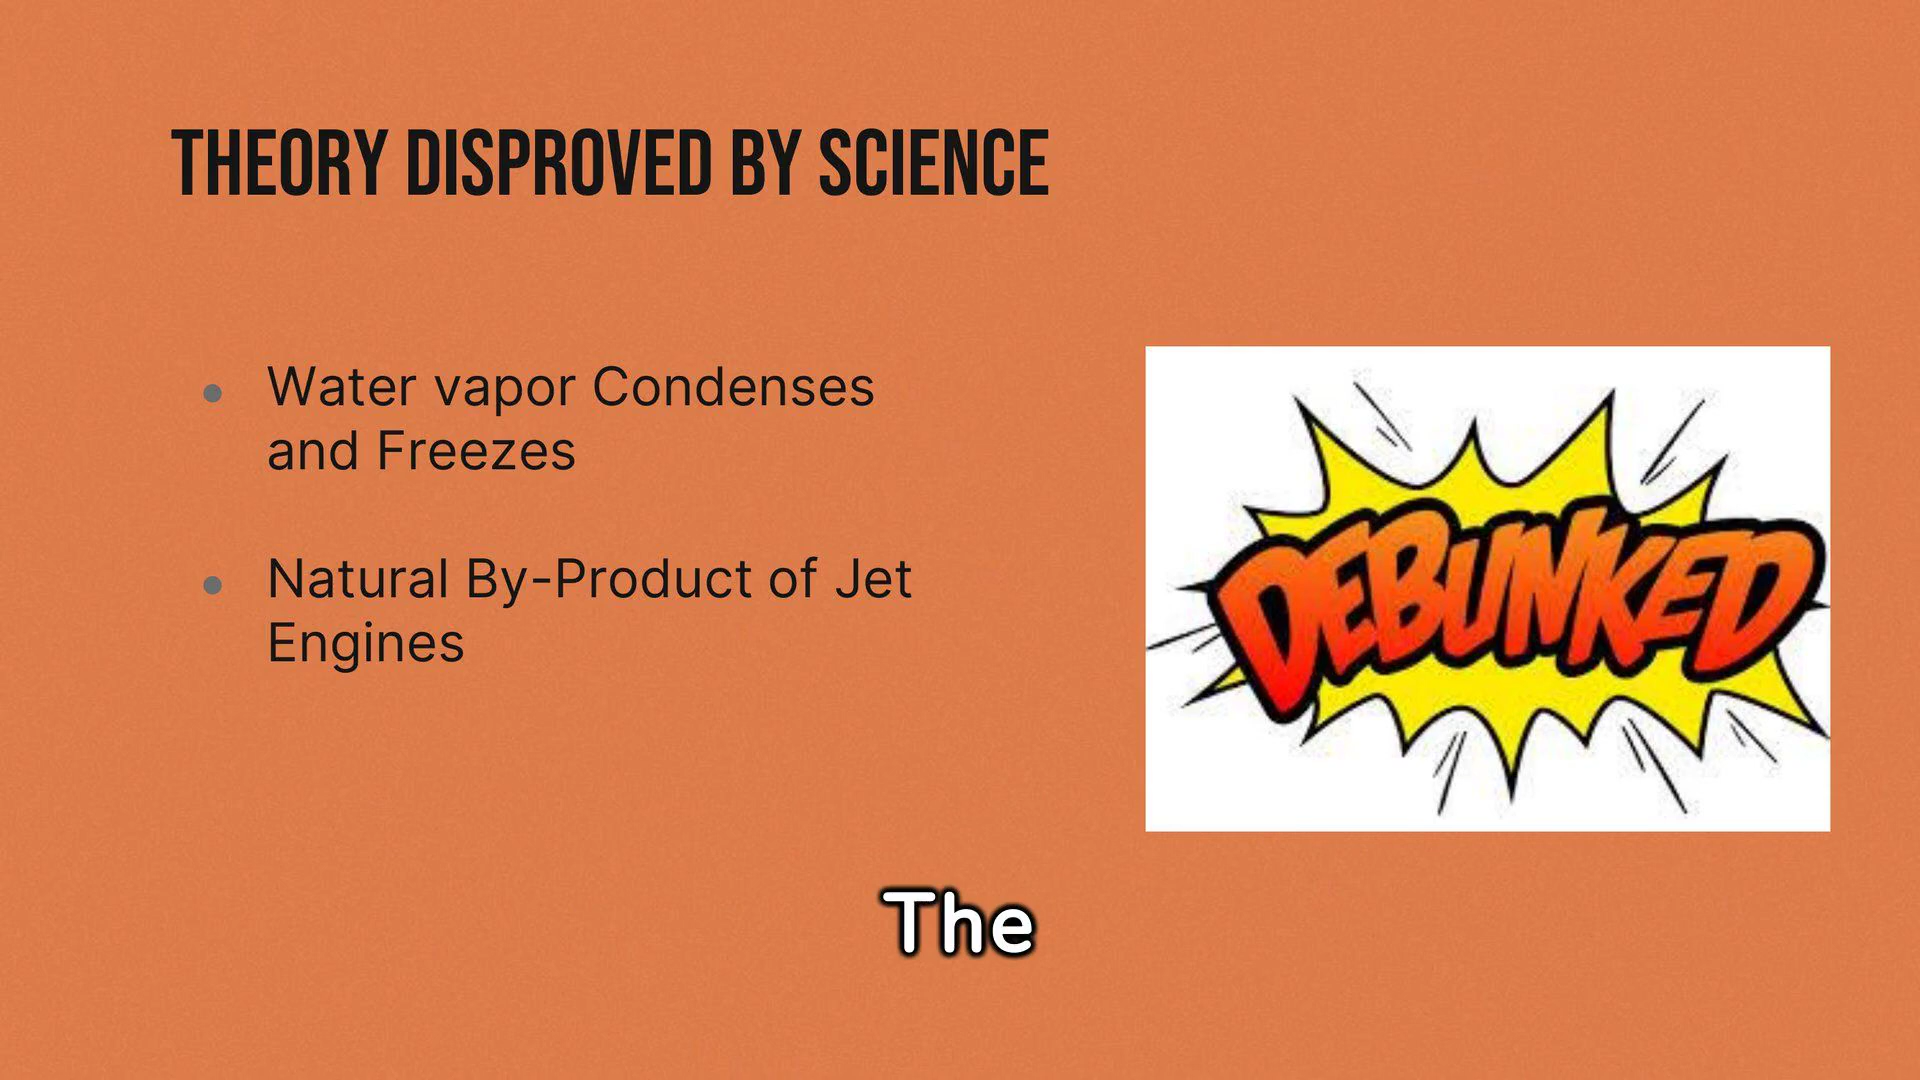 THEORY DISPROVED BY SCIENCE
Water vapor Condenses
and Freezes
Natural By-Product of Jet
Engines
DEBUNKED
The